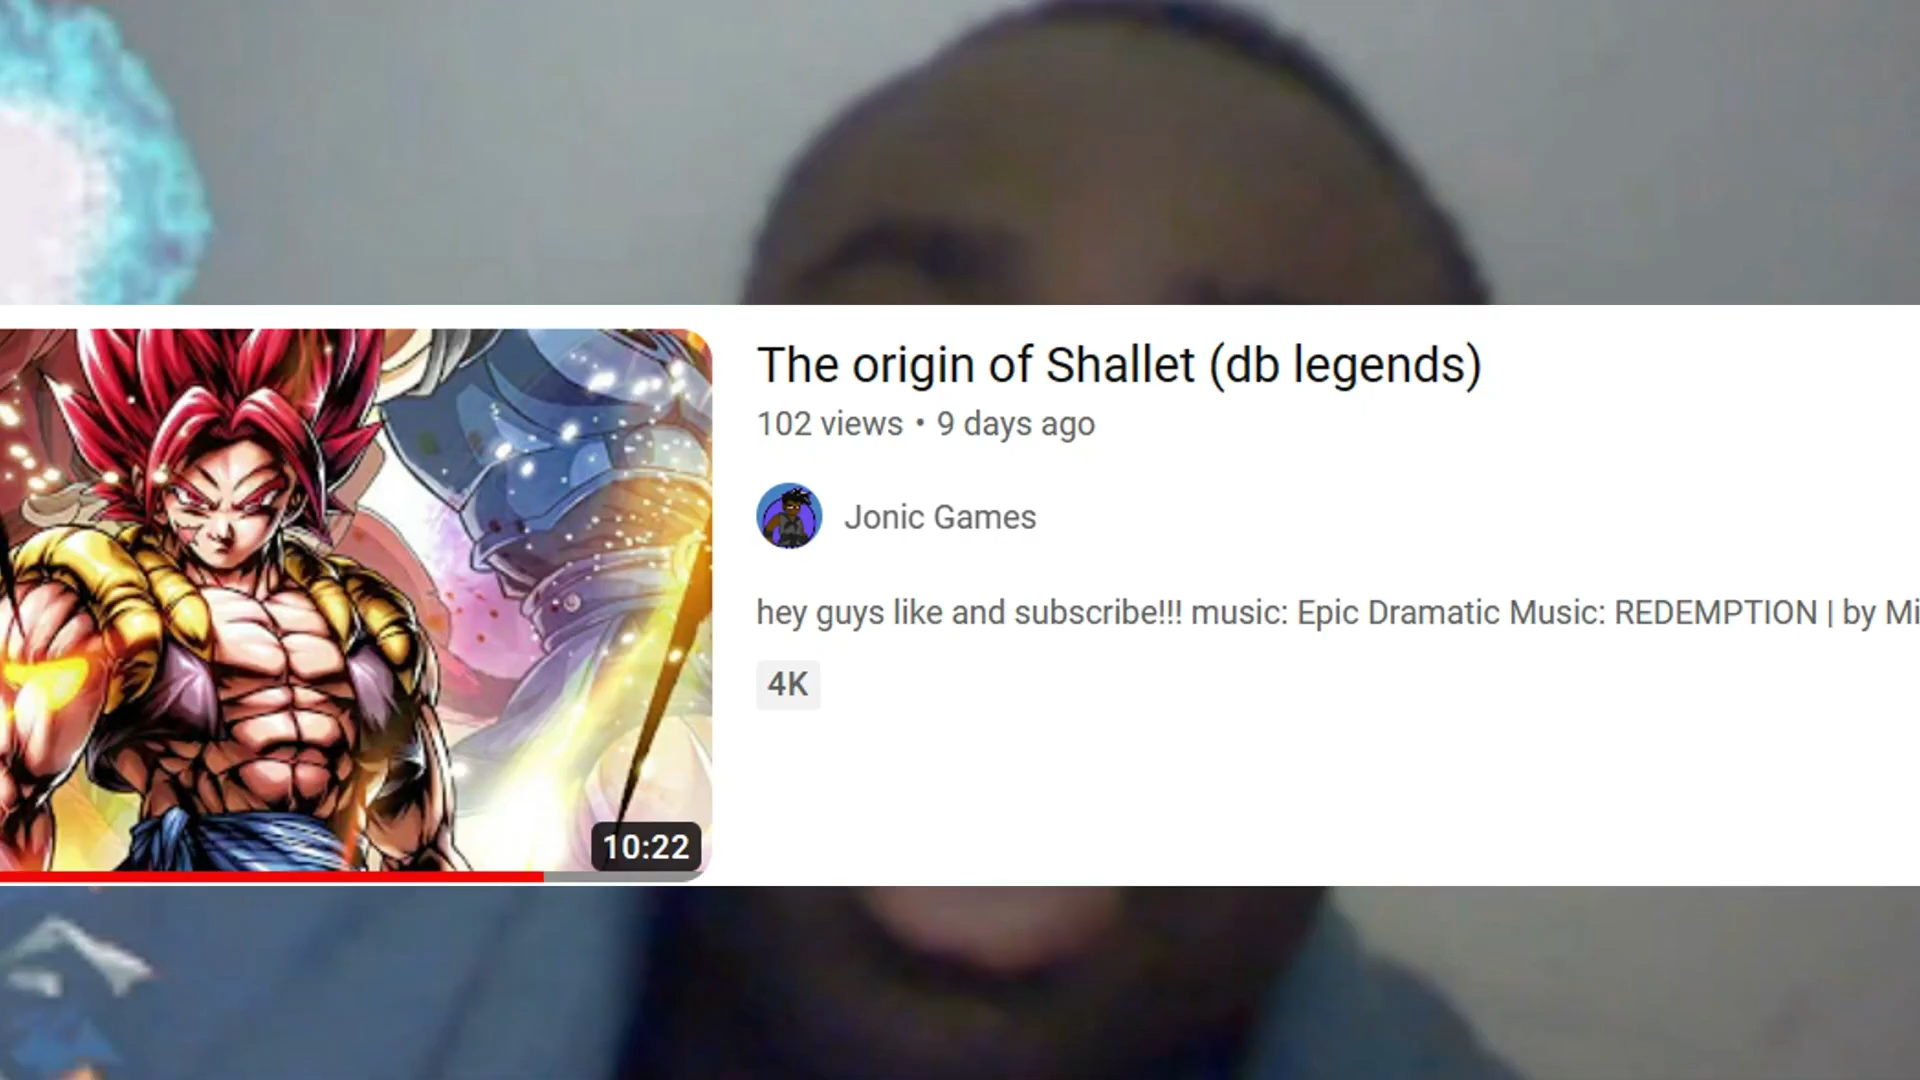 The origin of Shallet (db legends)
102 views • 9 days ago
Jonic Games
hey guys like and subscribe!!! music: Epic Dramatic Music: REDEMPTION | by Mi
4K
10:22